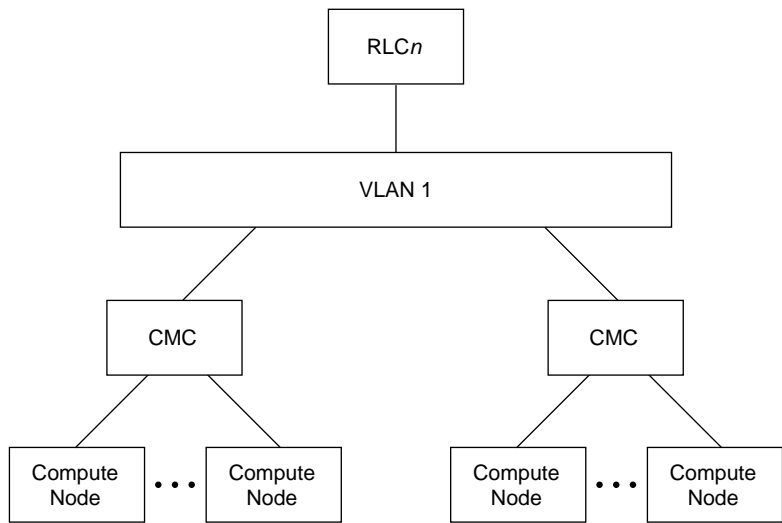 RLCn
VLAN 1
CMC
CMC
Compute
Node
• • •
Compute
Node
Compute
Node
• • •
Compute
Node